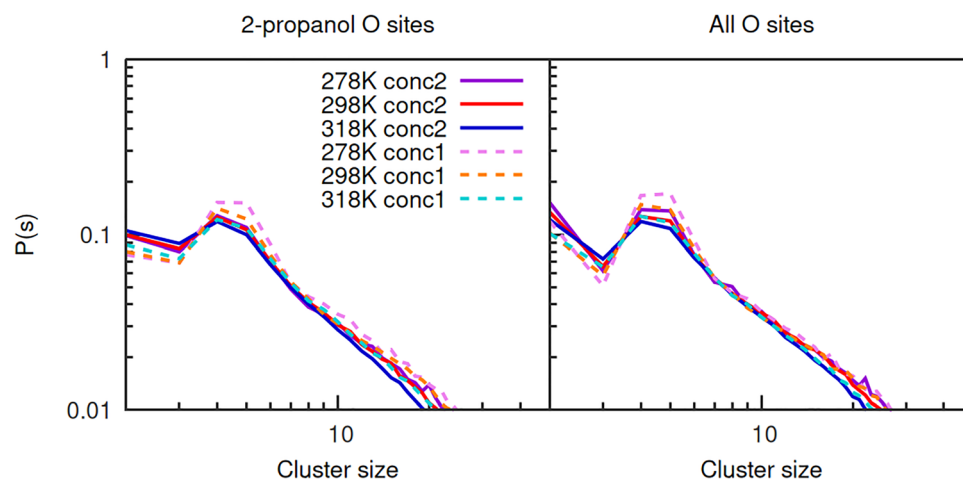 2-propanol O sites
All O sites
1
278K conc2
298K conc2
318K conc2
278K conc1
298K conc1
318K conc1
P(s)
0.1
0.01
10
10
Cluster size
Cluster size